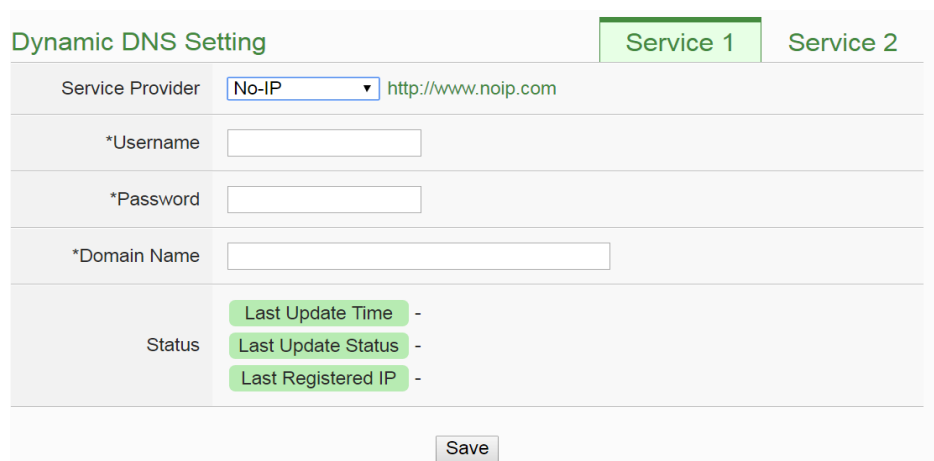 Dynamic DNS Setting Service 1 Service 2
Service Provider No-IP http://www.noip.com
*Username
*Password
*Domain Name
Last Update Time -
Status Last Update Status -
Last Registered IP -
Save